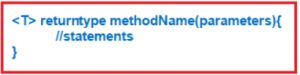 <T> returntype methodName(parameters){
//statements
}